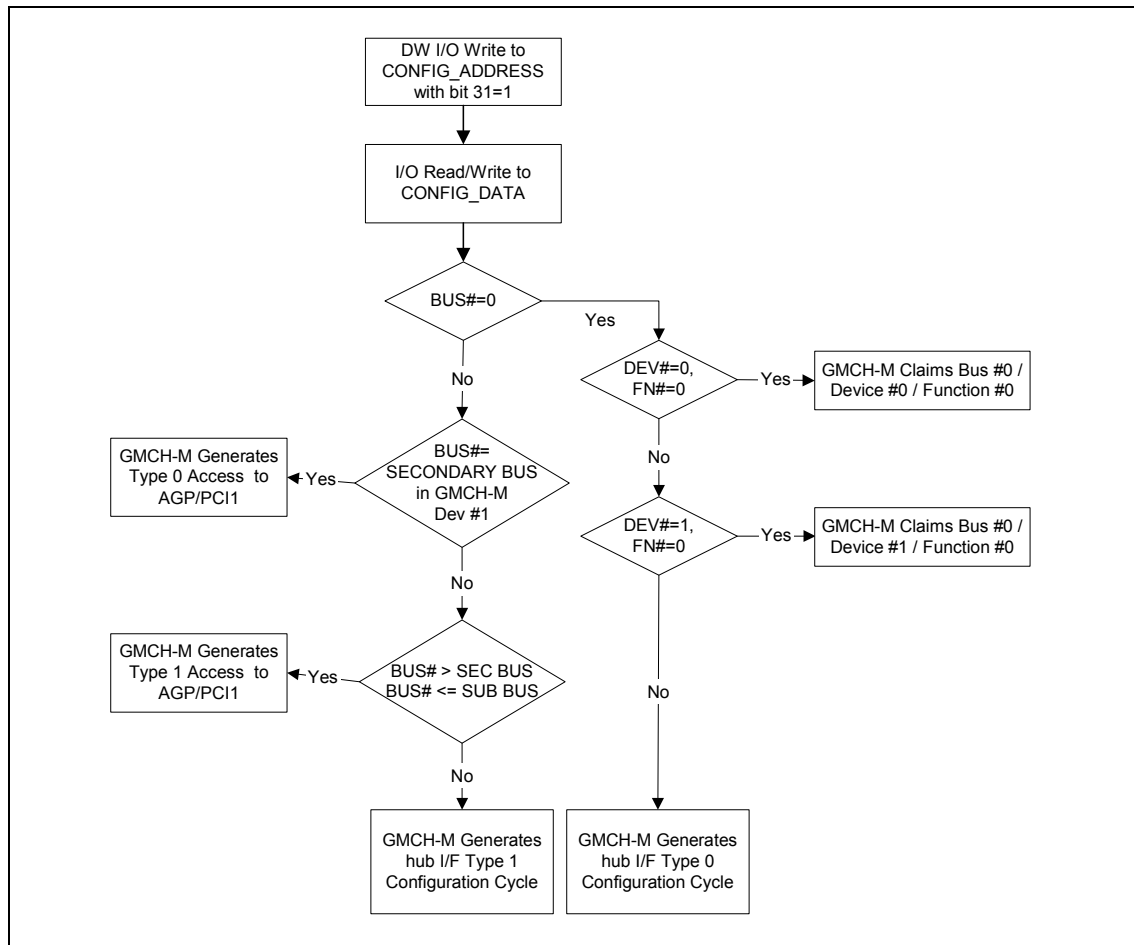 DW I/O Write to
CONFIG_ADDRESS
with bit 31=1
I/O Read/Write to
CONFIG_DATA
BUS#=0
Yes
No
DEV#=0,
FN#=0
Yes
GMCH-M Claims Bus #0 /
Device #0 / Function #0
No
BUS#=
SECONDARY BUS
in GMCH-M
Dev #1
Yes
GMCH-M Generates
Type 0 Access to
AGP/PCI1
DEV#=1,
FN#=0
Yes
GMCH-M Claims Bus #0 /
Device #1 / Function #0
No
BUS# > SEC BUS
BUS# <= SUB BUS
Yes
GMCH-M Generates
Type 1 Access to
AGP/PCI1
No
No
GMCH-M Generates
hub I/F Type 1
Configuration Cycle
GMCH-M Generates
hub I/F Type 0
Configuration Cycle